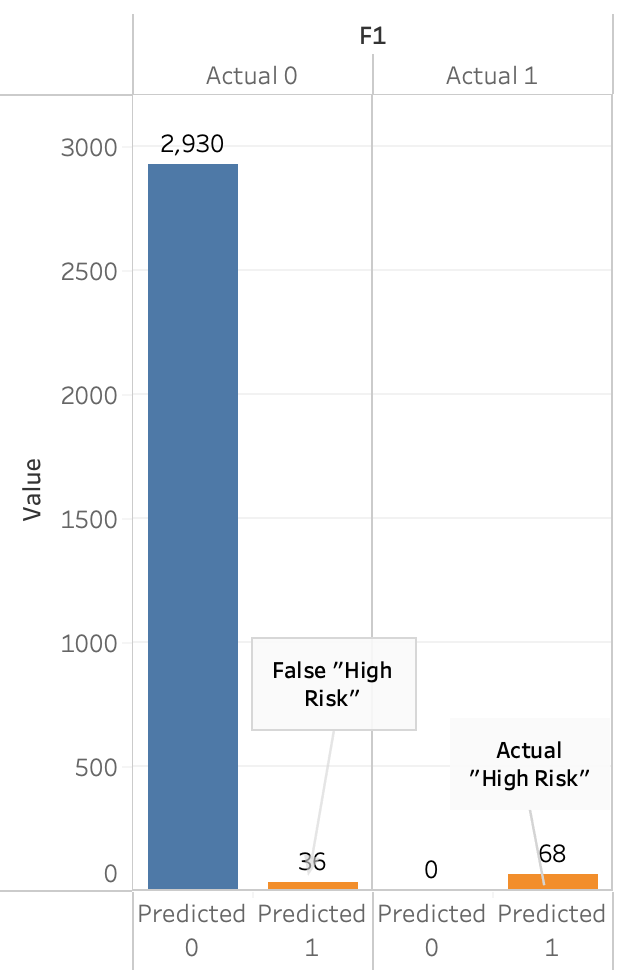 F1
Actual 0
Actual 1
3000
2500
2000
1500
1000
500
0
Value
2,930
36
0
68
False ”High
Risk”
Actual
”High Risk”
Predicted
0
Predicted
1
Predicted
0
Predicted
1